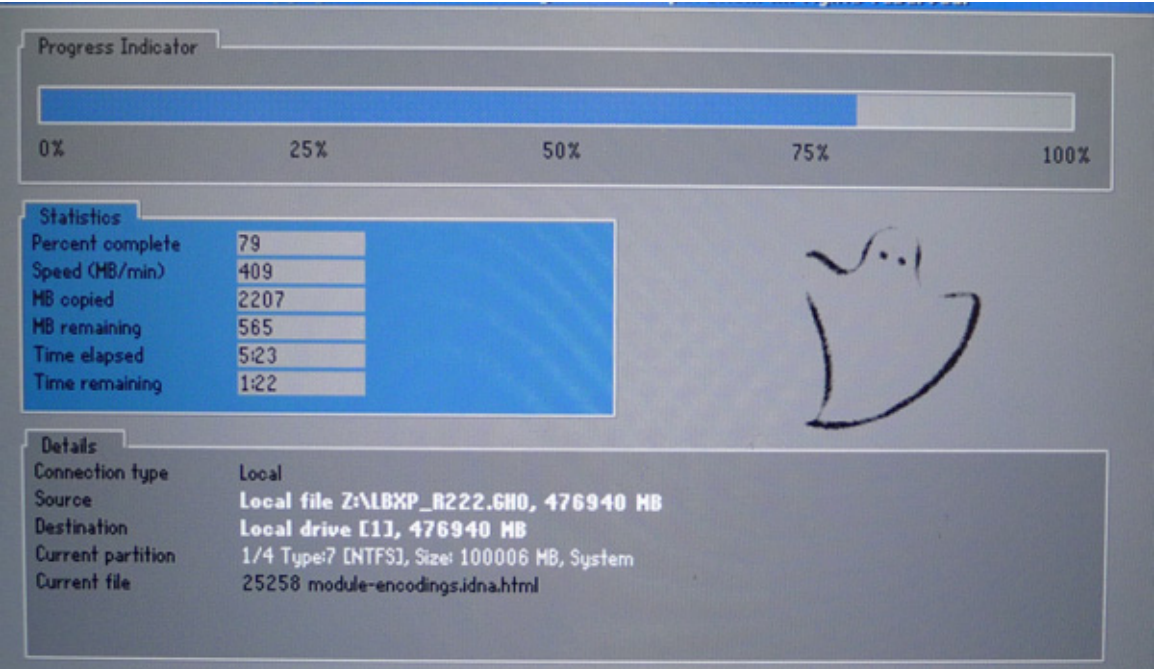 Progress Indicator
0% 25% 50% 75% 100%
Statistics
Percent complete 79
Speed (MB/min) 409
MB copied 2207
MB remaining 565
Time elapsed 5:23
Time remaining 1:22
Details
Connection type Local
Source Local file Z:\LBXP_R222.GHO, 476940 MB
Destination Local drive [1], 476940 MB
Current partition 1/4 Type:7 [NTFS], Size: 100006 MB, System
Current file 25258 module-encodings.idna.html